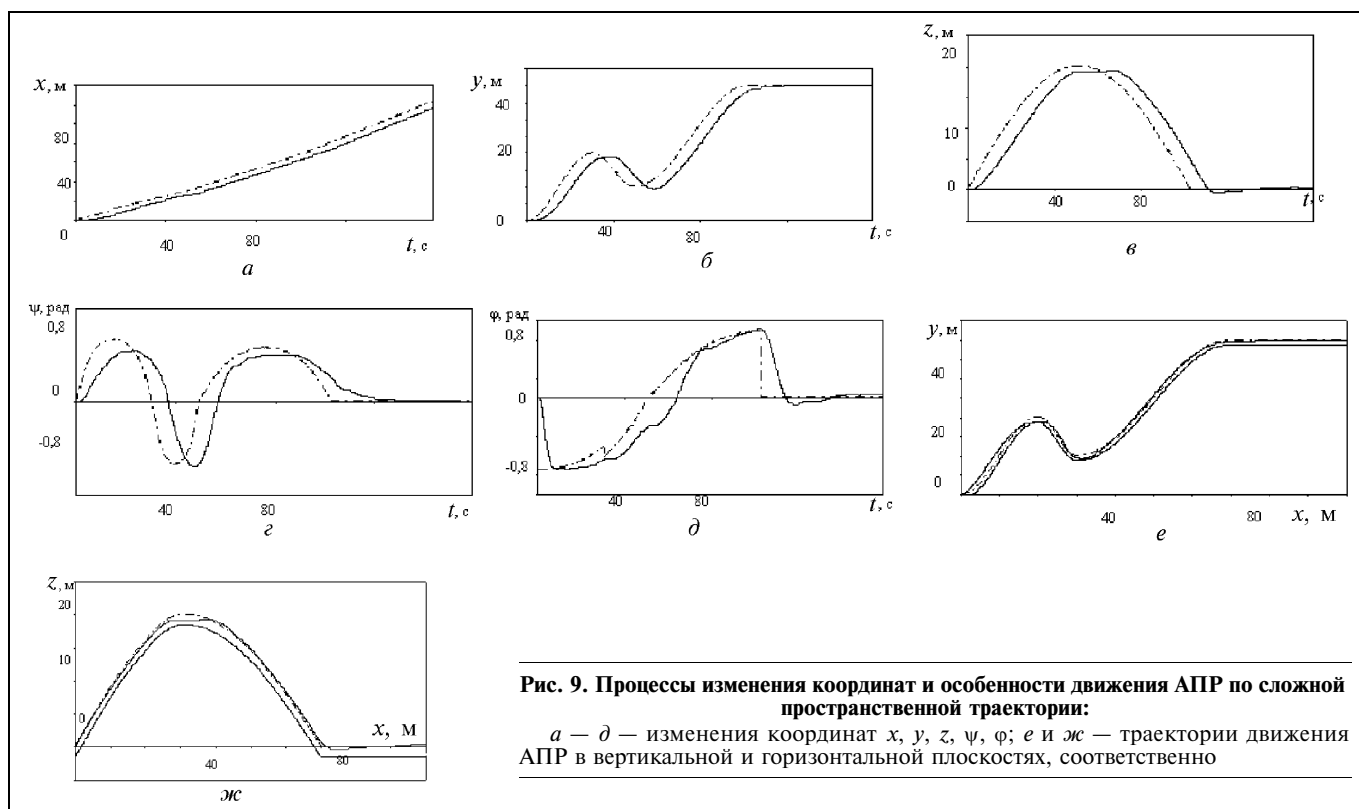 x, м
80
40
0
40
80
t, с
а
y, м
40
20
0
40
80
t, с
б
z, м
20
10
0
40
80
t, с
в
ψ, рад
0,8
0
-0,8
40
80
t, с
г
φ, рад
0,8
0
-0,8
40
80
t, с
д
y, м
40
20
0
40
80
x, м
е
z, м
20
10
0
x, м
40
80
ж
Рис. 9. Процессы изменения координат и особенности движения АПР по сложной
пространственной траектории:
а — д — изменения координат x, y, z, ψ, φ; е и ж — траектории движения
АПР в вертикальной и горизонтальной плоскостях, соответственно